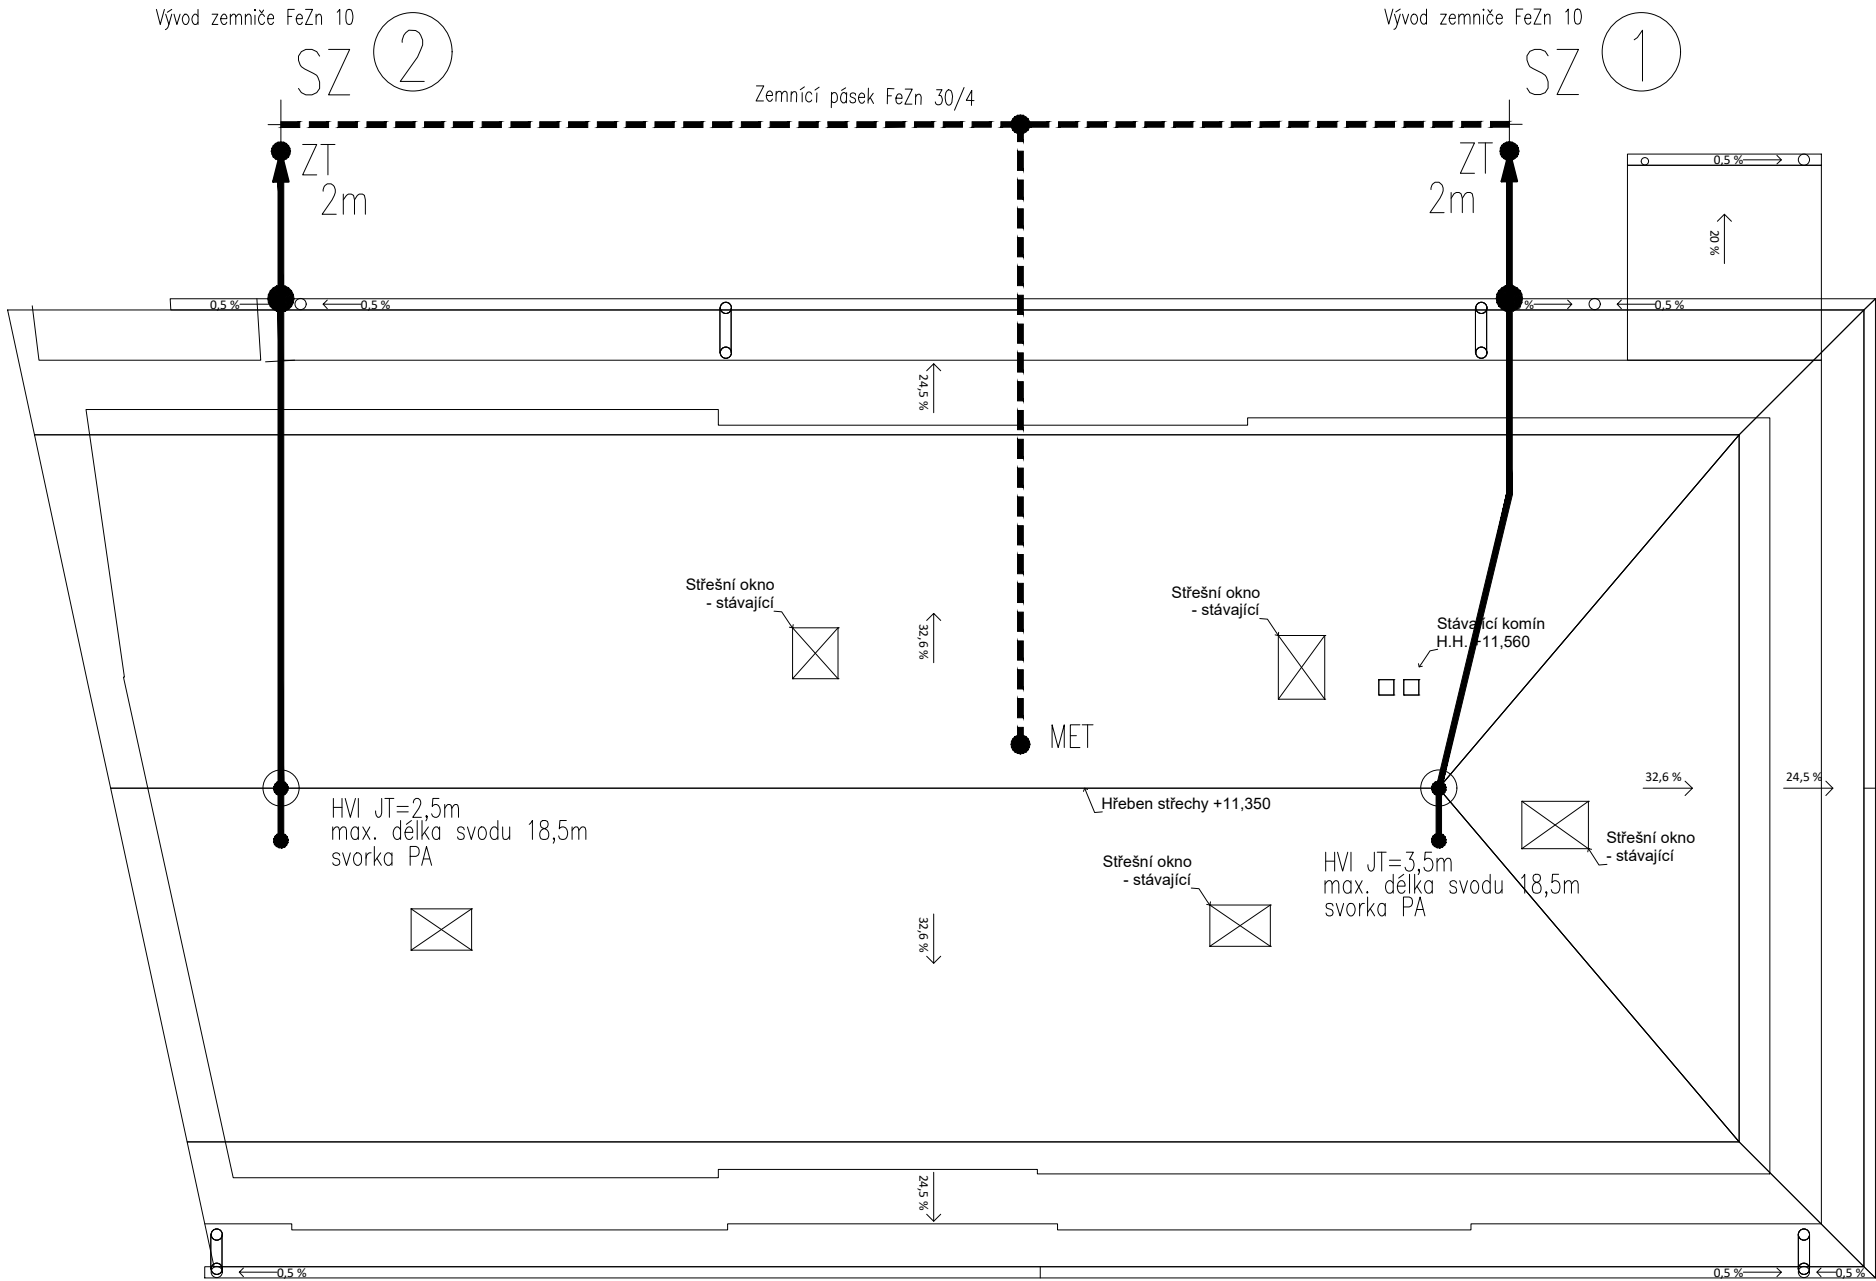 Vývod zemniče FeZn 10
SZ
2
Vývod zemniče FeZn 10
SZ
1
Zemnící pásek FeZn 30/4
ZT
2m
ZT
2m
0,5 %
20 %
0,5 %
0,5 %
%
0,5 %
24,5 %
Střešní okno
- stávající
32,6 %
Střešní okno
- stávající
Stávající komín
H.H. +11,560
MET
HVI JT=2,5m
max. délka svodu 18,5m
svorka PA
Hřeben střechy +11,350
32,6 %
24,5 %
Střešní okno
- stávající
Střešní okno
- stávající
HVI JT=3,5m
max. délka svodu 18,5m
svorka PA
32,6 %
24,5 %
0,5 %
0,5 %
0,5 %